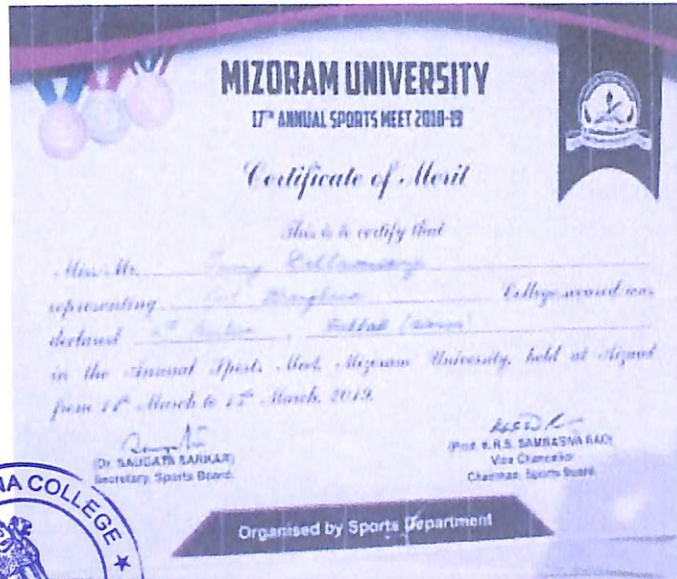 MIZORAM UNIVERSITY
17TH ANNUAL SPORTS MEET 2018-19
Certificate of Merit
This is to certify that
Miss/Mr.
representing College secured was
declared
in the Annual Sports Meet, Mizoram University, held at Aizawl
from 11th March to March, 2019.
(Dr. SAUGATA SARKAR)
Secretary, Sports Board.
(Prof. K.R.S. SAMBASIVA RAO)
Vice Chancellor
Chairman, Sports Board.
Organised by Sports Department
COLLEGE